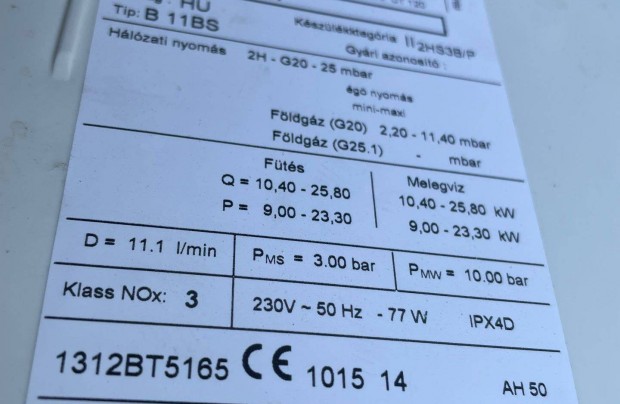 HU
Tip: B 11BS
Készülékkategória II2HS3B/P
Gyári azonosító :
Hálózati nyomás 2H - G20 - 25 mbar
égő nyomás
mini-maxi
Földgáz (G20) 2,20 - 11,40 mbar
Földgáz (G25.1) - mbar
Fütés Melegvíz
Q = 10,40 - 25,80 10,40 - 25,80 kW
P = 9,00 - 23,30 9,00 - 23,30 kW
D = 11.1 l/min PMS = 3.00 bar PMW = 10.00 bar
Klass NOx: 3 230V ~ 50 Hz - 77 W IPX4D
1312BT5165 CE 1015 14 AH 50